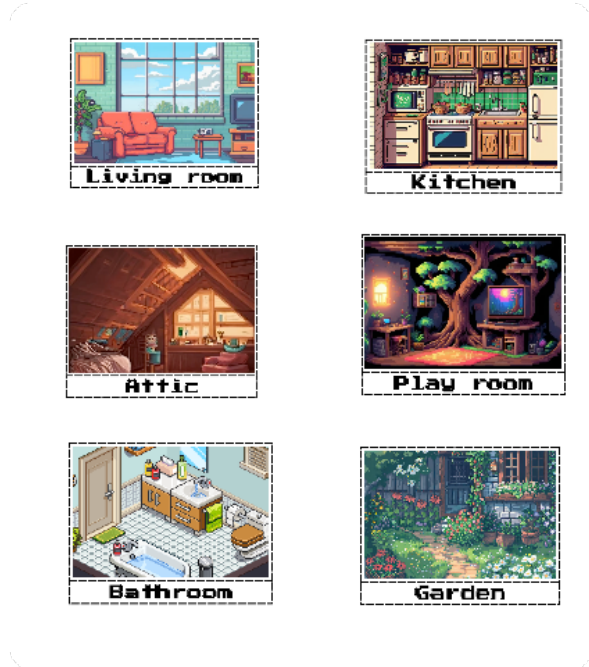 Living room
Kitchen
Attic
Play room
Bathroom
Garden